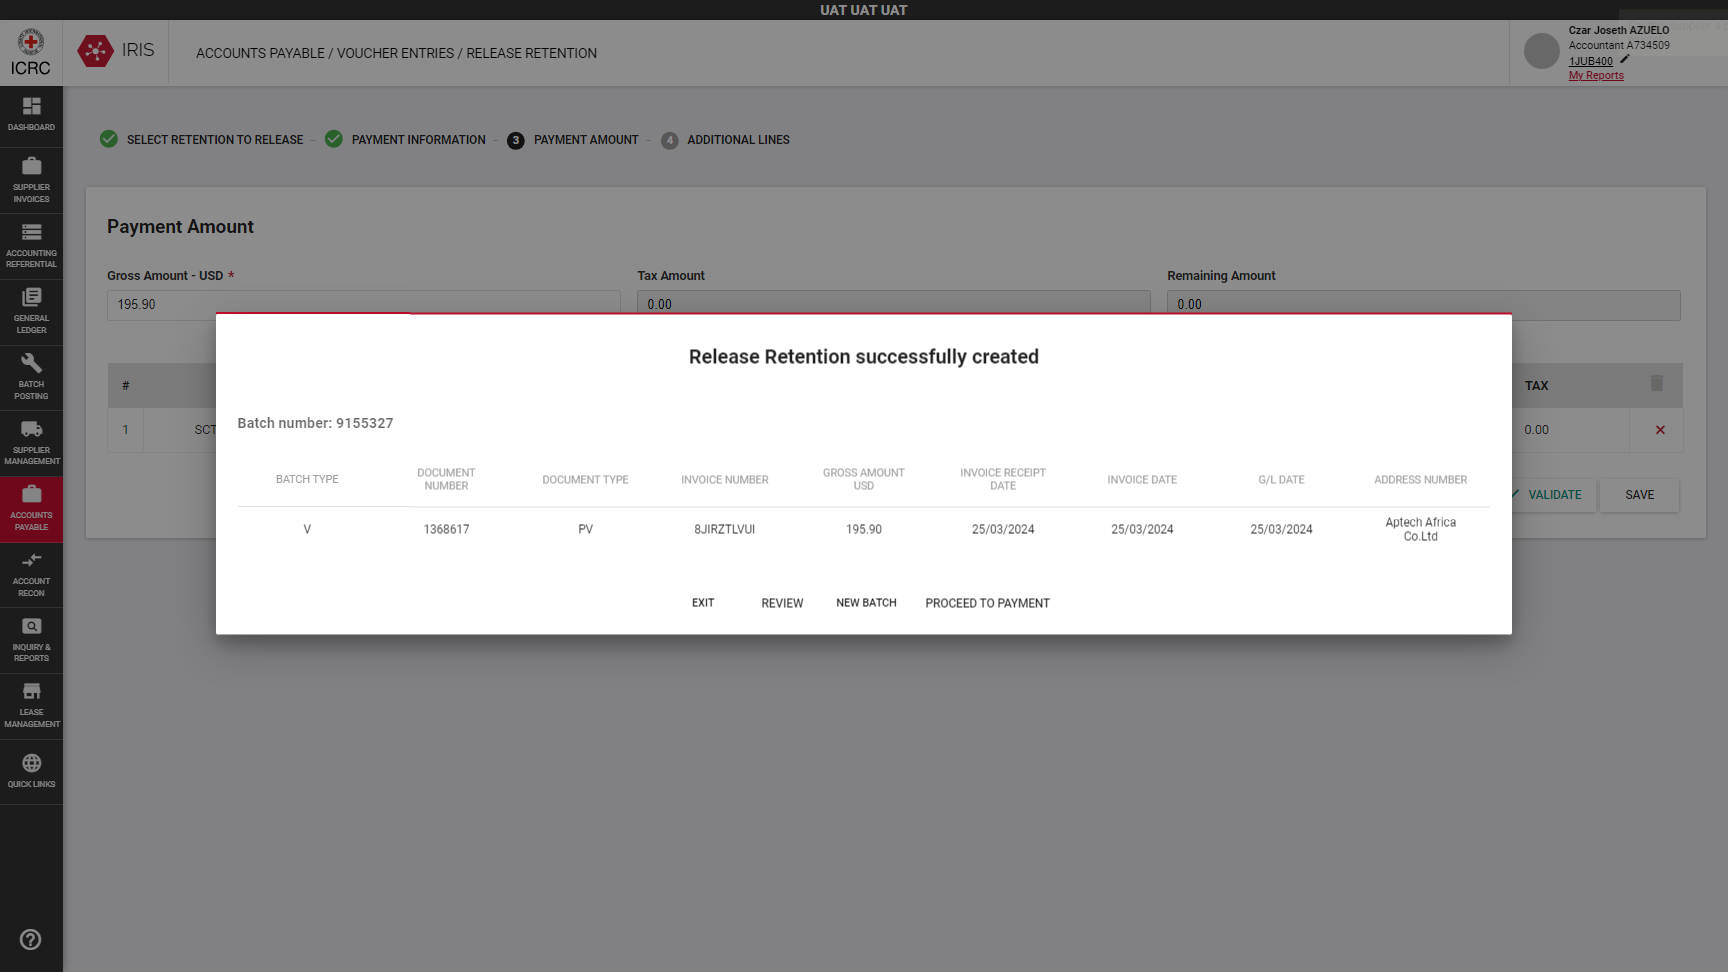 UAT UAT UAT
ICRC
IRIS
ACCOUNTS PAYABLE / VOUCHER ENTRIES / RELEASE RETENTION
Czar Joseth AZUELO
Accountant A734509
1JUB400
My Reports
DASHBOARD
SUPPLIER
INVOICES
ACCOUNTING
REFERENTIAL
GENERAL
LEDGER
BATCH
POSTING
SUPPLIER
MANAGEMENT
ACCOUNTS
PAYABLE
ACCOUNT
RECON
INQUIRY &
REPORTS
LEASE
MANAGEMENT
QUICK LINKS
SELECT RETENTION TO RELEASE
PAYMENT INFORMATION
3 PAYMENT AMOUNT
4 ADDITIONAL LINES
Payment Amount
Gross Amount - USD *
Tax Amount
Remaining Amount
195.90
0.00
0.00
#
TAX
1
SCT
0.00
VALIDATE
SAVE
Release Retention successfully created
Batch number: 9155327
BATCH TYPE
DOCUMENT
NUMBER
DOCUMENT TYPE
INVOICE NUMBER
GROSS AMOUNT
USD
INVOICE RECEIPT
DATE
INVOICE DATE
G/L DATE
ADDRESS NUMBER
V
1368617
PV
8JIRZTLVUI
195.90
25/03/2024
25/03/2024
25/03/2024
Aptech Africa
Co.Ltd
EXIT
REVIEW
NEW BATCH
PROCEED TO PAYMENT